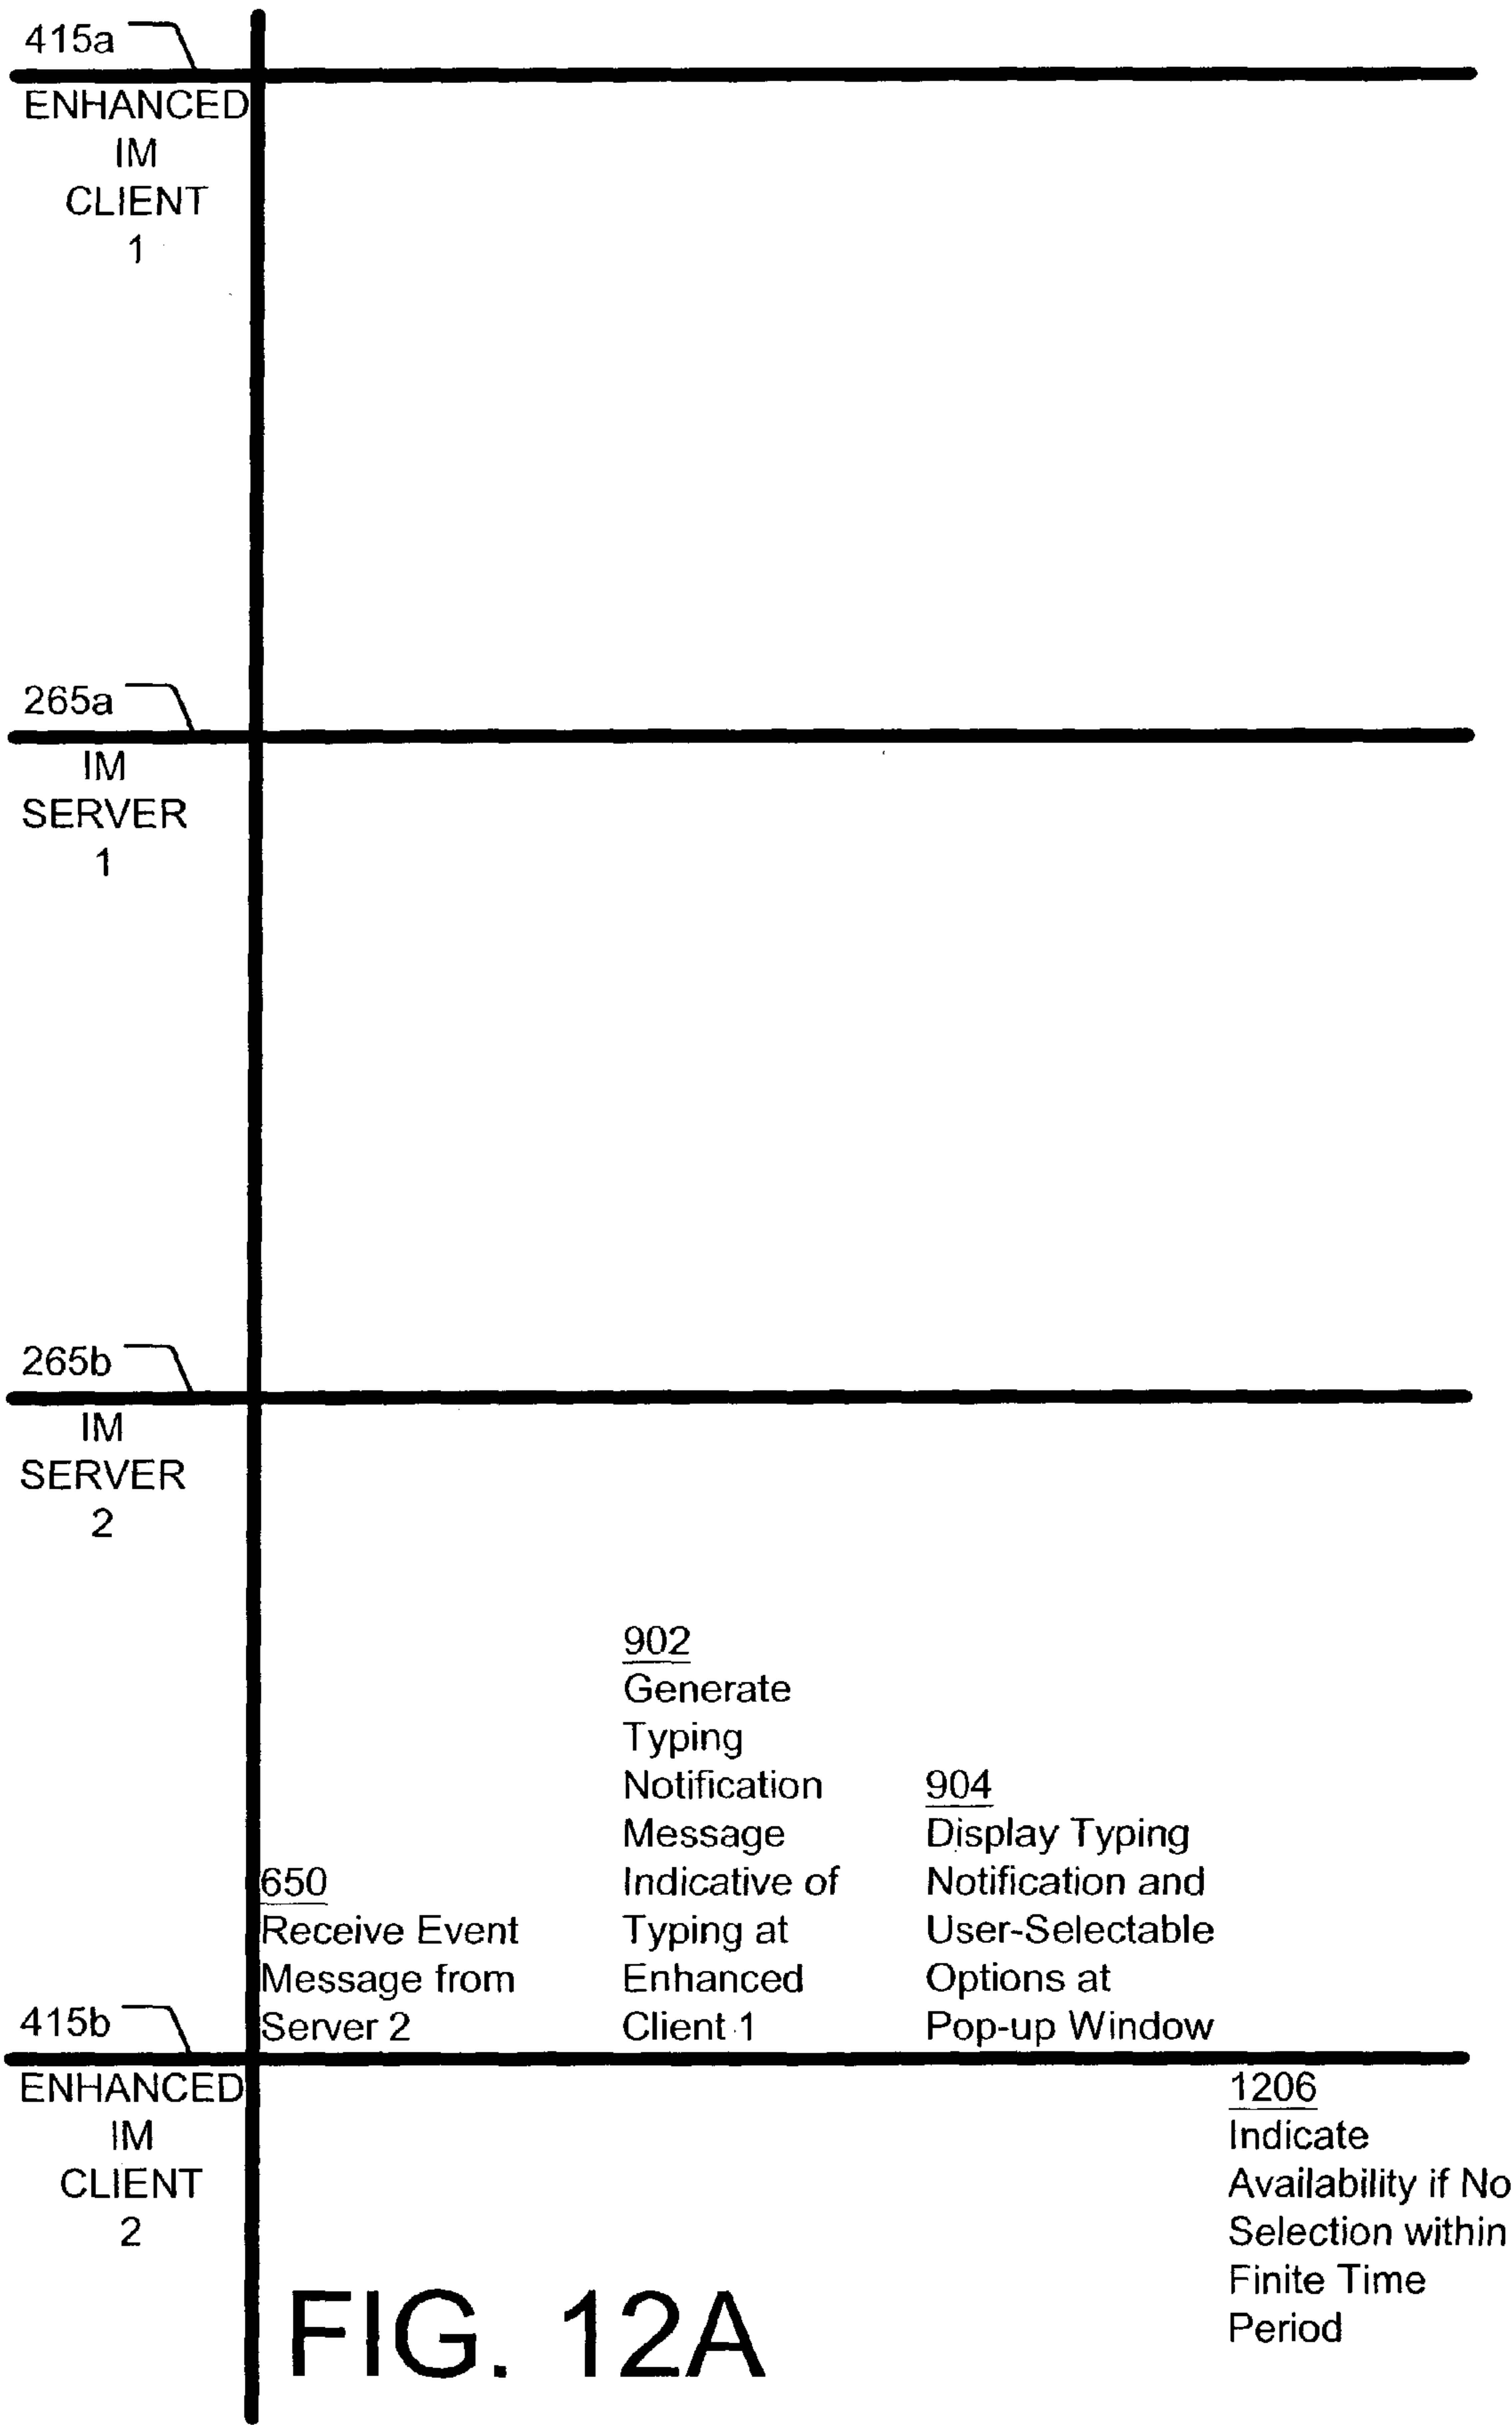 415a
ENHANCED
IM
CLIENT
1
265a
IM
SERVER
1
265b
IM
SERVER
2
650
Receive Event
Message from
Server 2
902
Generate
Typing
Notification
Message
Indicative of
Typing at
Enhanced
Client 1
904
Display Typing
Notification and
User-Selectable
Options at
Pop-up Window
415b
ENHANCED
IM
CLIENT
2
1206
Indicate
Availability if No
Selection within
Finite Time
Period
FIG. 12A